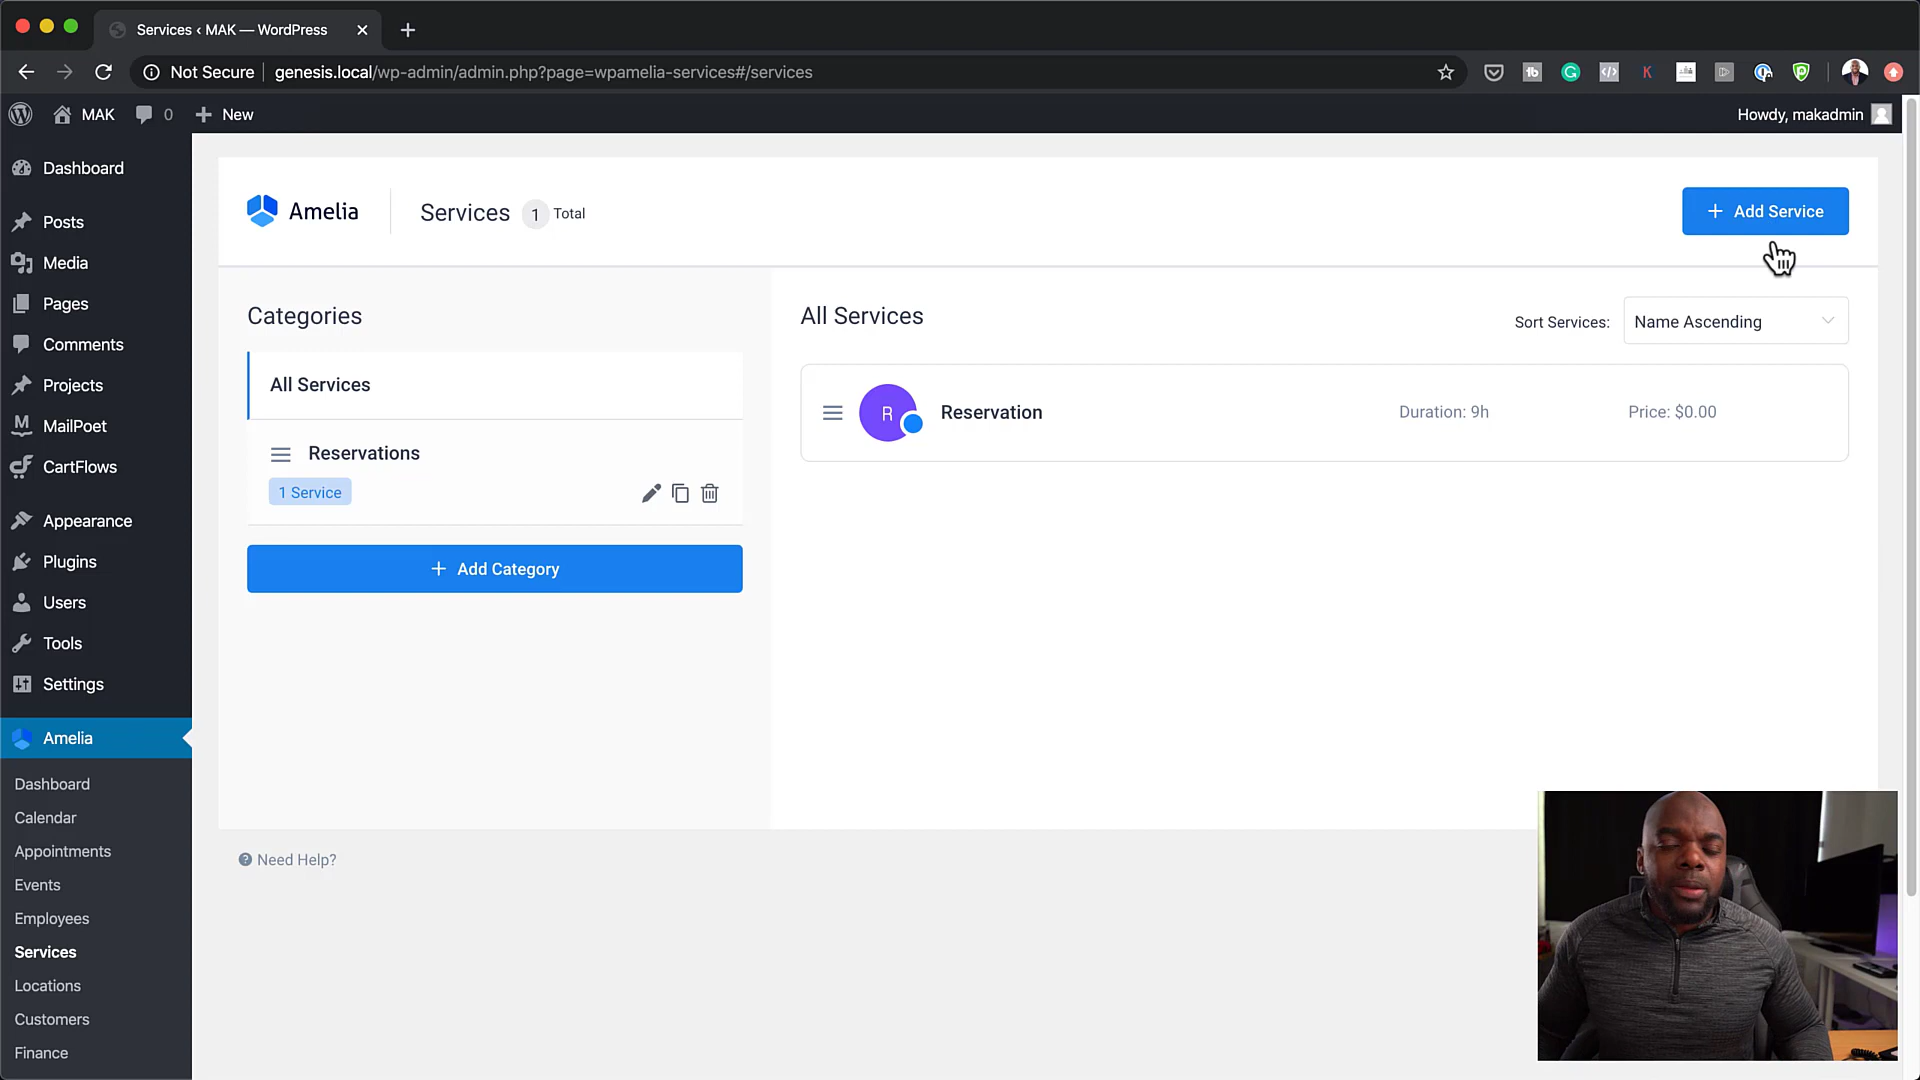 Services ‹ MAK — WordPress
Not Secure genesis.local/wp-admin/admin.php?page=wpamelia-services#/services
MAK 0 New Howdy, makadmin
Dashboard
Posts
Media
Pages
Comments
Projects
MailPoet
CartFlows
Appearance
Plugins
Users
Tools
Settings
Amelia
Dashboard
Calendar
Appointments
Events
Employees
Services
Locations
Customers
Finance
Amelia Services 1 Total
+ Add Service
Categories
All Services
Reservations
1 Service
+ Add Category
All Services
Sort Services: Name Ascending
R Reservation Duration: 9h Price: $0.00
Need Help?